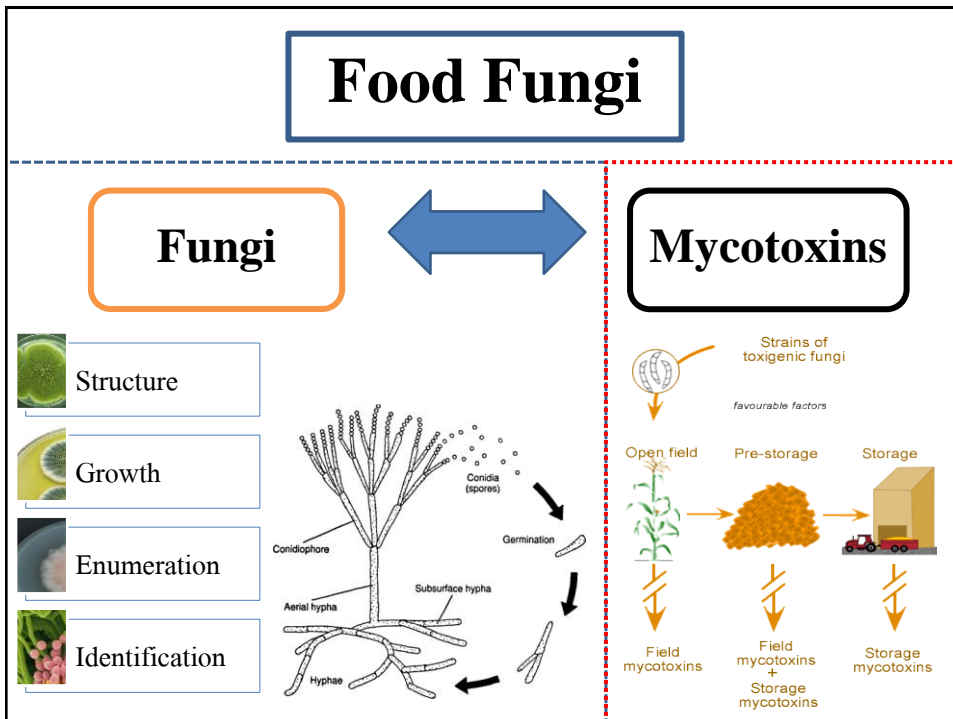 Food Fungi
Fungi
Mycotoxins
Structure
Growth
Enumeration
Identification
Conidia
(spores)
Germination
Conidiophore
Subsurface hypha
Aerial hypha
Hyphae
Strains of
toxigenic fungi
favourable factors
Open field
Pre-storage
Storage
Field
mycotoxins
Field
mycotoxins
+
Storage
mycotoxins
Storage
mycotoxins